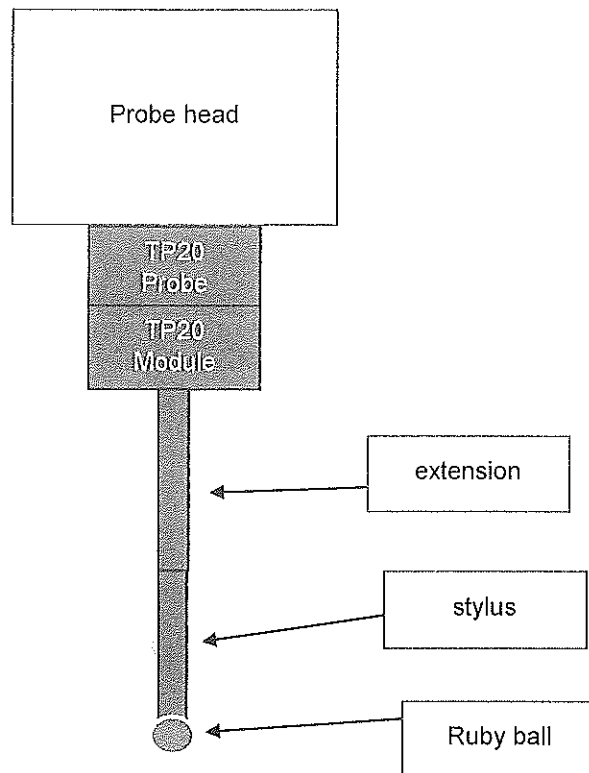 Probe head
TP20
Probe
TP20
Module
extension
stylus
Ruby ball